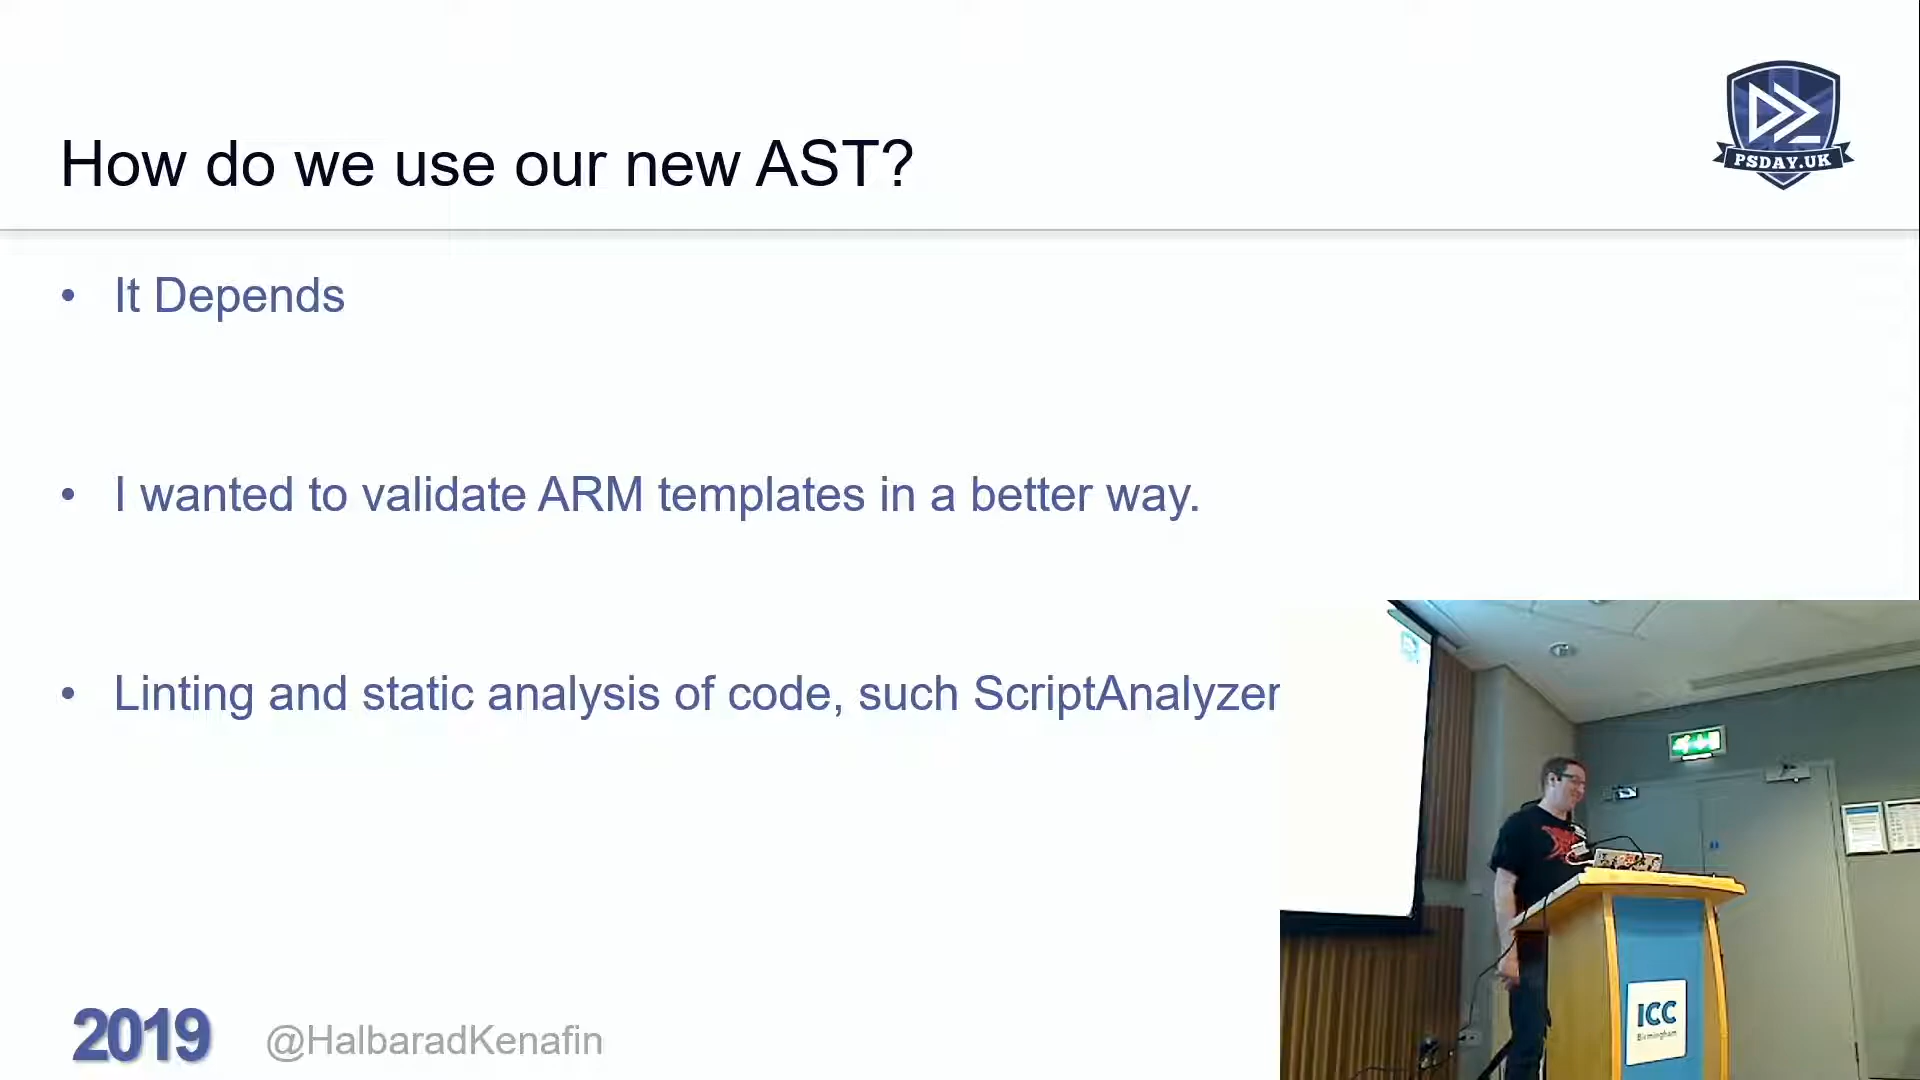 How do we use our new AST?
PSDAY.UK
• It Depends
• I wanted to validate ARM templates in a better way.
• Linting and static analysis of code, such ScriptAnalyzer
2019
@HalbaradKenafin
ICC
Birmingham